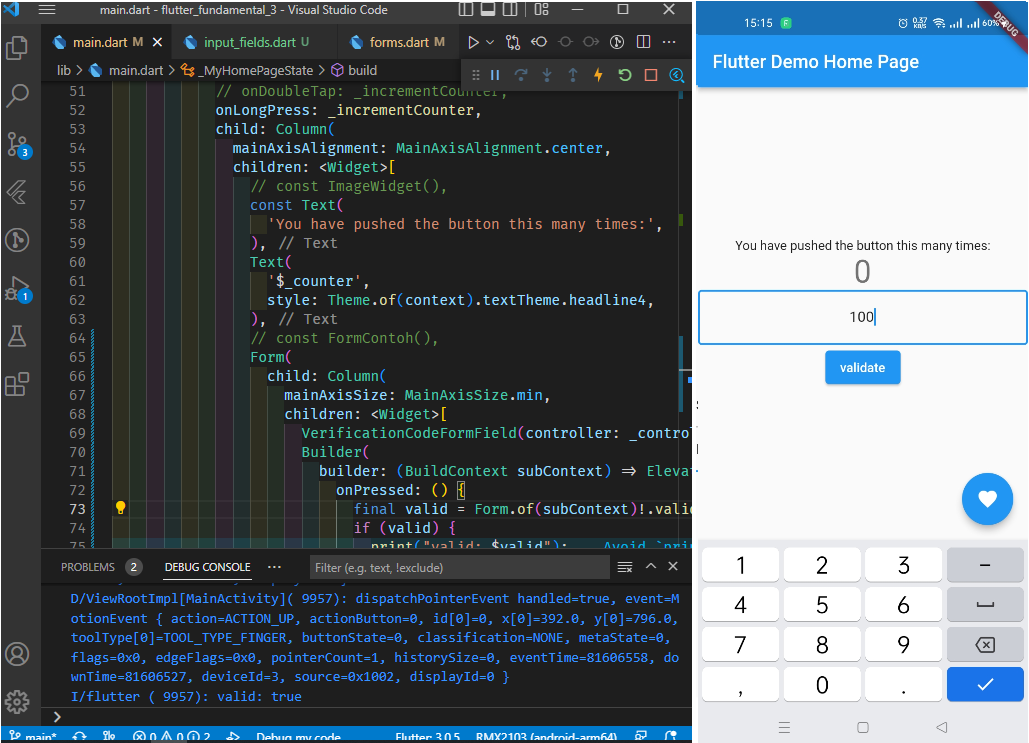 main.dart - flutter_fundamental_3 - Visual Studio Code
main.dart M
input_fields.dart U
forms.dart M
lib > main.dart > _MyHomePageState > build
51 // onDoubleTap: _incrementCounter,
52 onLongPress: _incrementCounter,
53 child: Column(
54 mainAxisAlignment: MainAxisAlignment.center,
55 children: <Widget>[
56 // const ImageWidget(),
57 const Text(
58 'You have pushed the button this many times:',
59 ), // Text
60 Text(
61 '$_counter',
62 style: Theme.of(context).textTheme.headline4,
63 ), // Text
64 // const FormContoh(),
65 Form(
66 child: Column(
67 mainAxisSize: MainAxisSize.min,
68 children: <Widget>[
69 VerificationCodeFormField(controller: _contro
70 Builder(
71 builder: (BuildContext subContext) => Eleva
72 onPressed: () {
73 final valid = Form.of(subContext)!.valid
74 if (valid) {
75 print("valid: $valid"); Avoid `prin
3
1
PROBLEMS 2 DEBUG CONSOLE ... Filter (e.g. text, !exclude)
D/ViewRootImpl[MainActivity]( 9957): dispatchPointerEvent handled=true, event=M
otionEvent { action=ACTION_UP, actionButton=0, id[0]=0, x[0]=392.0, y[0]=796.0,
toolType[0]=TOOL_TYPE_FINGER, buttonState=0, classification=NONE, metaState=0,
flags=0x0, edgeFlags=0x0, pointerCount=1, historySize=0, eventTime=81606558, do
wnTime=81606527, deviceId=3, source=0x1002, displayId=0 }
I/flutter ( 9957): valid: true
>
main* 0 0 2 Debug my code Flutter: 3.0.5 RMX2103 (android-arm64)
15:15 F 0.37 KB/S 60%
DEBUG
Flutter Demo Home Page
You have pushed the button this many times:
0
100
validate
1 2 3 -
4 5 6
7 8 9
, 0 .